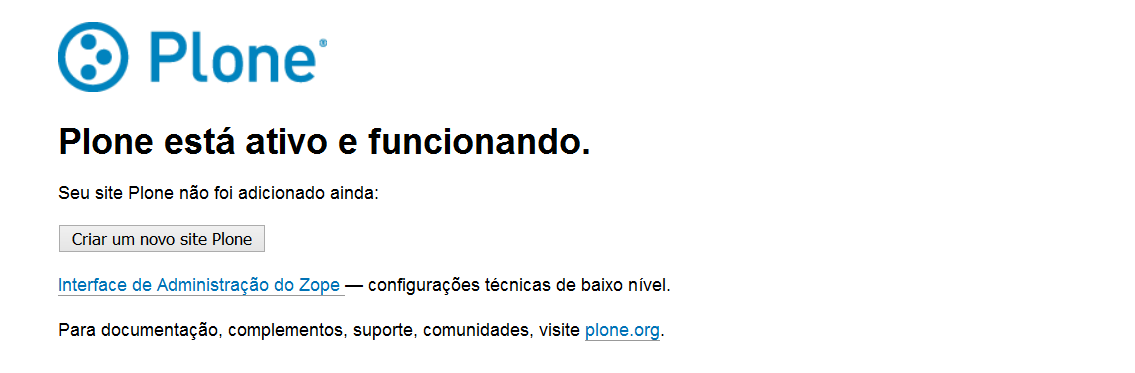 Plone®
Plone está ativo e funcionando.
Seu site Plone não foi adicionado ainda:
Criar um novo site Plone
Interface de Administração do Zope — configurações técnicas de baixo nível.
Para documentação, complementos, suporte, comunidades, visite plone.org.